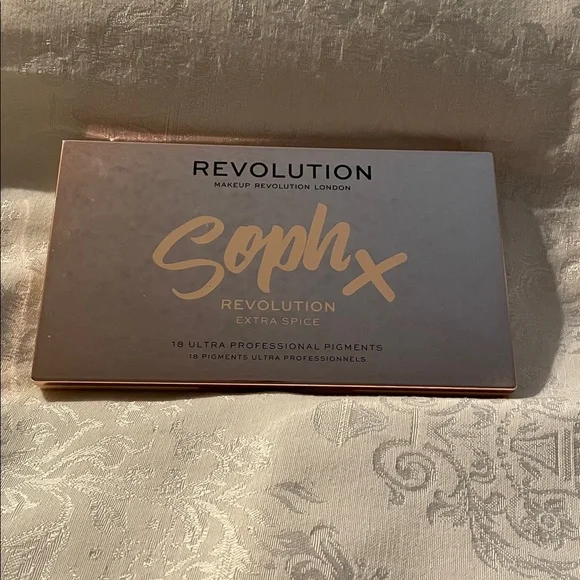 REVOLUTION
MAKEUP REVOLUTION LONDON
Soph x
REVOLUTION
EXTRA SPICE
18 ULTRA PROFESSIONAL PIGMENTS
18 PIGMENTS ULTRA PROFESSIONNELS